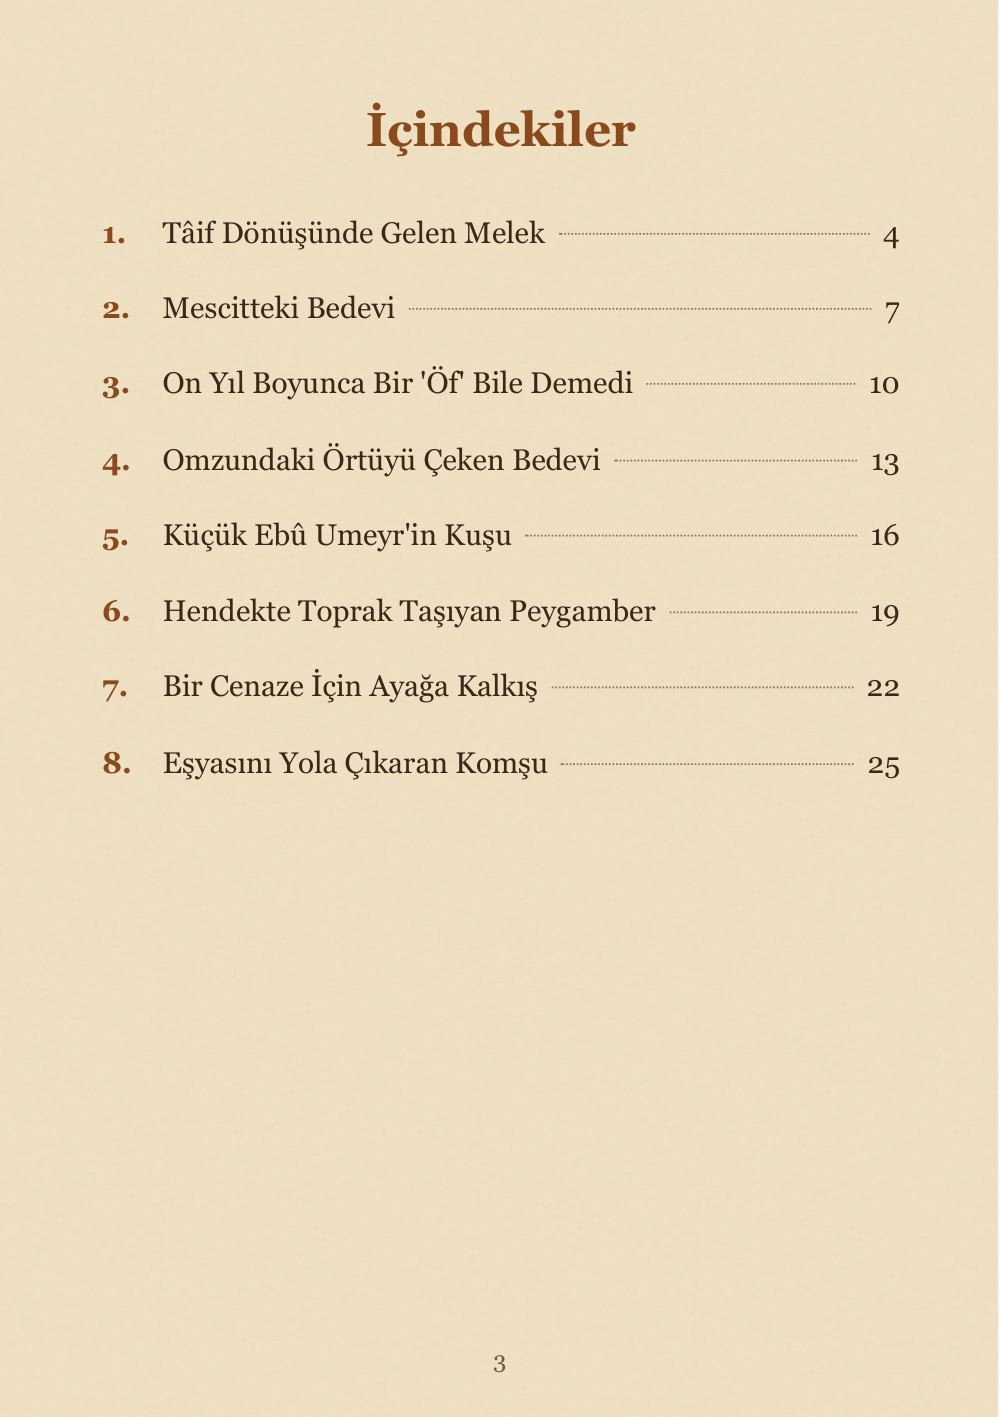 İçindekiler
1. Tâif Dönüşünde Gelen Melek 4
2. Mescitteki Bedevi 7
3. On Yıl Boyunca Bir 'Öf' Bile Demedi 10
4. Omzundaki Örtüyü Çeken Bedevi 13
5. Küçük Ebû Umeyr'in Kuşu 16
6. Hendekte Toprak Taşıyan Peygamber 19
7. Bir Cenaze İçin Ayağa Kalkış 22
8. Eşyasını Yola Çıkaran Komşu 25
3